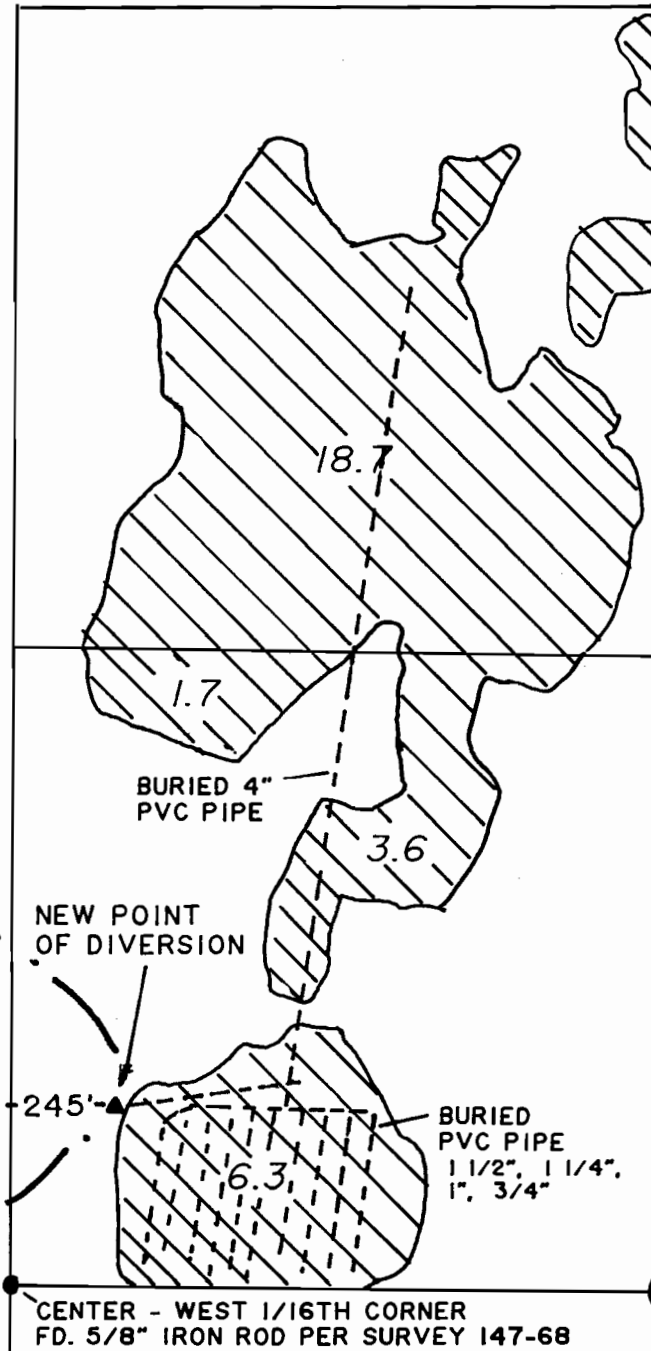 18.7
1.7
BURIED 4"
PVC PIPE
3.6
NEW POINT
OF DIVERSION
245'
BURIED
PVC PIPE
1 1/2", 1 1/4",
1", 3/4"
6.3
CENTER - WEST 1/16TH CORNER
FD. 5/8" IRON ROD PER SURVEY 147-68